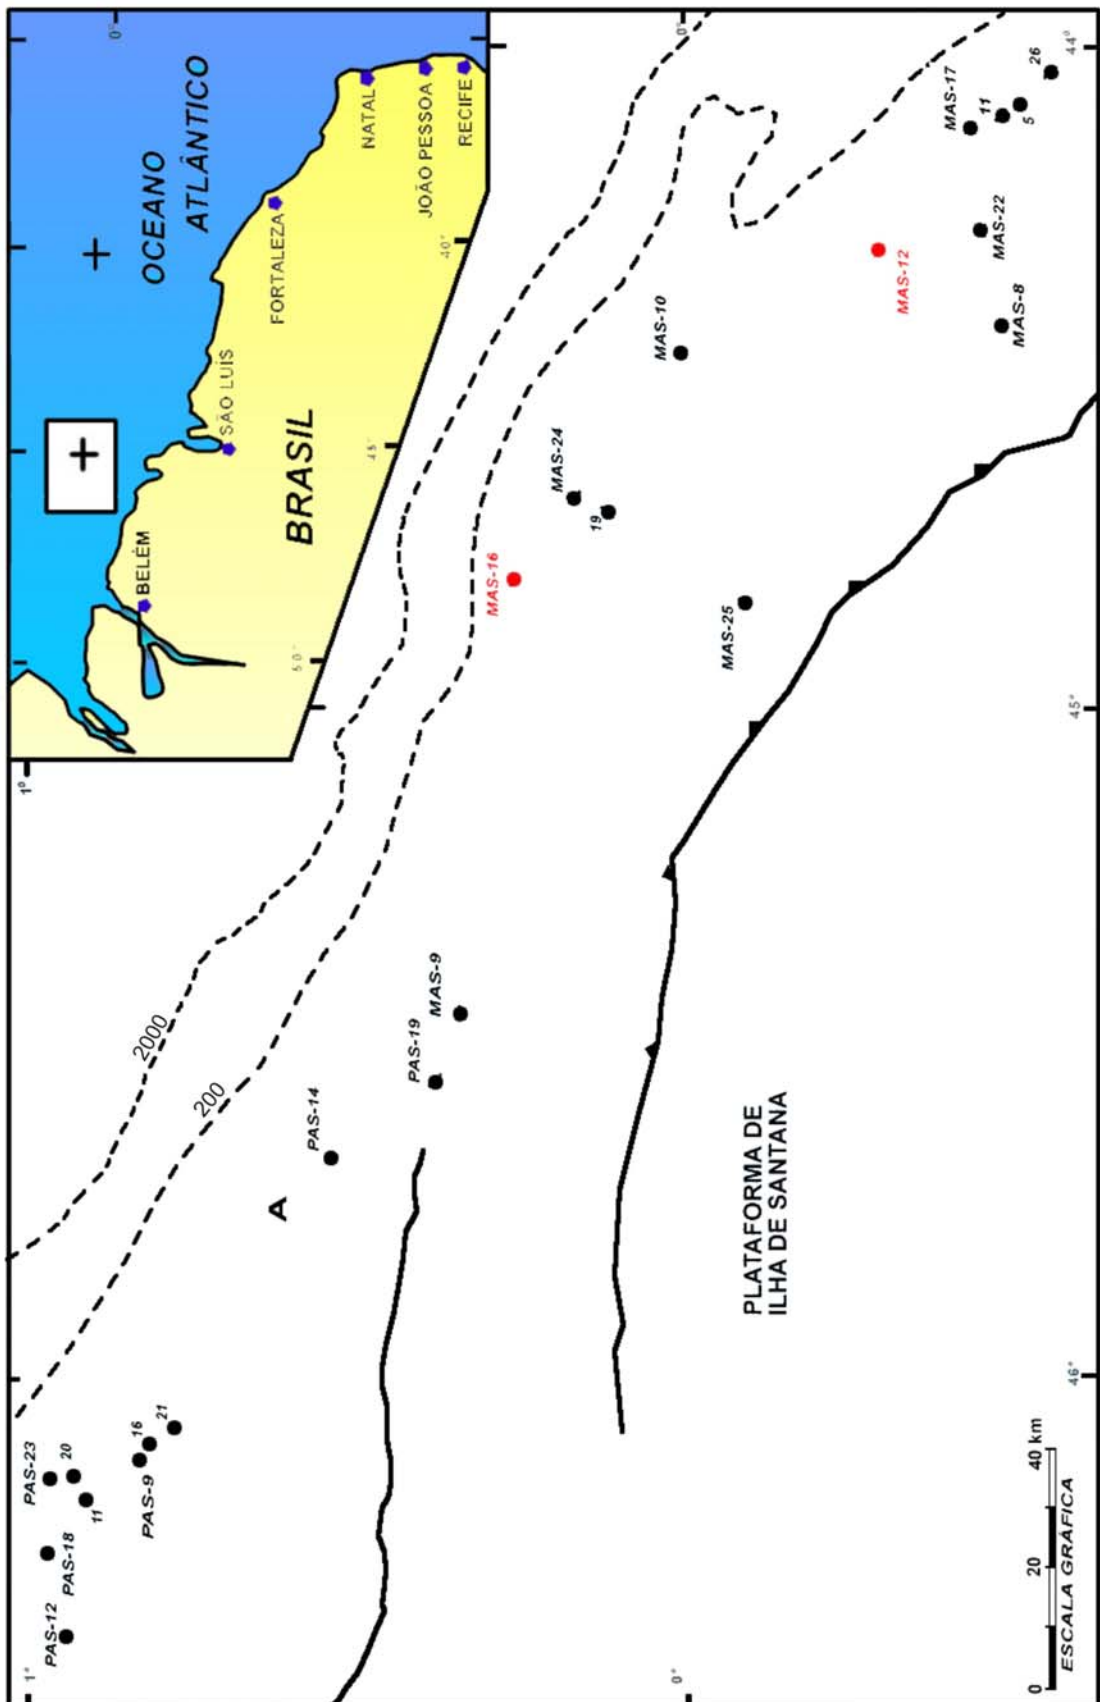 0°
OCEANO
ATLÂNTICO
BELÉM
SÃO LUÍS
FORTALEZA
NATAL
JOÃO PESSOA
RECIFE
BRASIL
50°
45°
40°
1°
0°
44°
2000
200
PAS-12
PAS-18
PAS-23
20
11
PAS-9
16
21
A
PAS-14
PAS-19
MAS-9
MAS-16
MAS-24
19
MAS-10
MAS-25
MAS-12
MAS-8
MAS-22
MAS-17
11
5
26
PLATAFORMA DE
ILHA DE SANTANA
1°
0°
46°
45°
0 20 40 km
ESCALA GRÁFICA